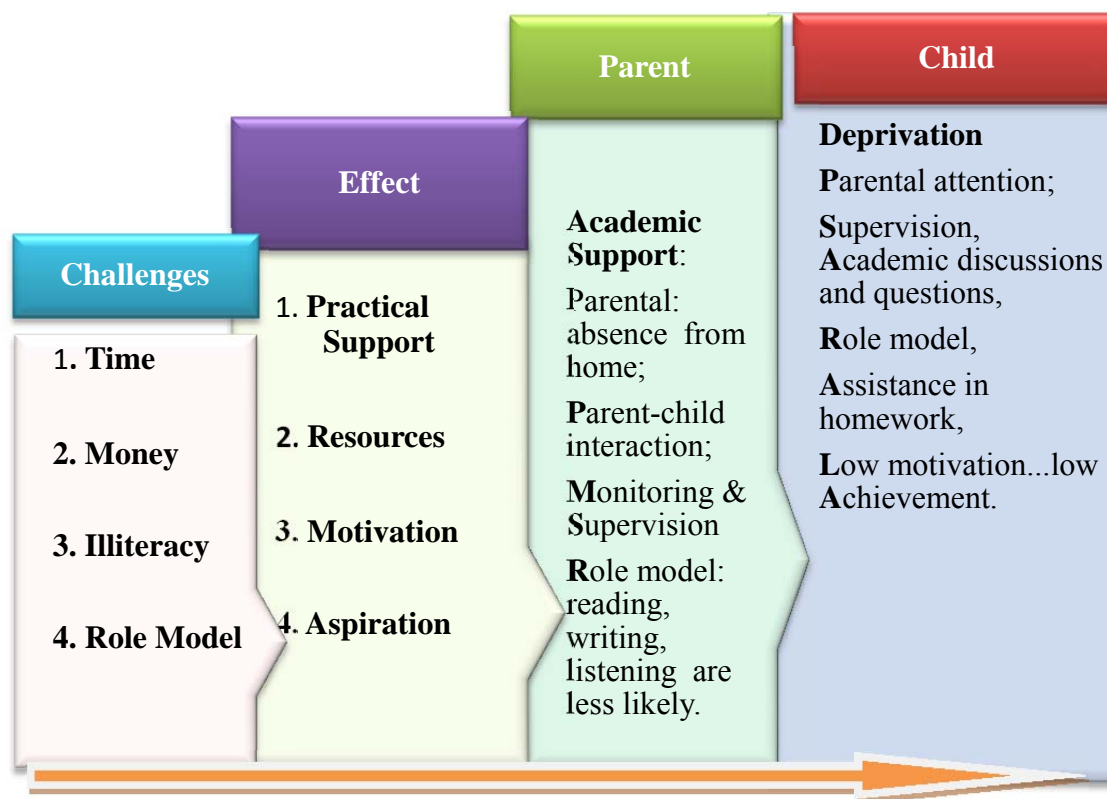 Challenges
1. Time
2. Money
3. Illiteracy
4. Role Model
Effect
1. Practical
Support
2. Resources
3. Motivation
4. Aspiration
Parent
Academic
Support:
Parental:
absence from
home;
Parent-child
interaction;
Monitoring &
Supervision
Role model:
reading,
writing,
listening are
less likely.
Child
Deprivation
Parental attention;
Supervision,
Academic discussions
and questions,
Role model,
Assistance in
homework,
Low motivation...low
Achievement.